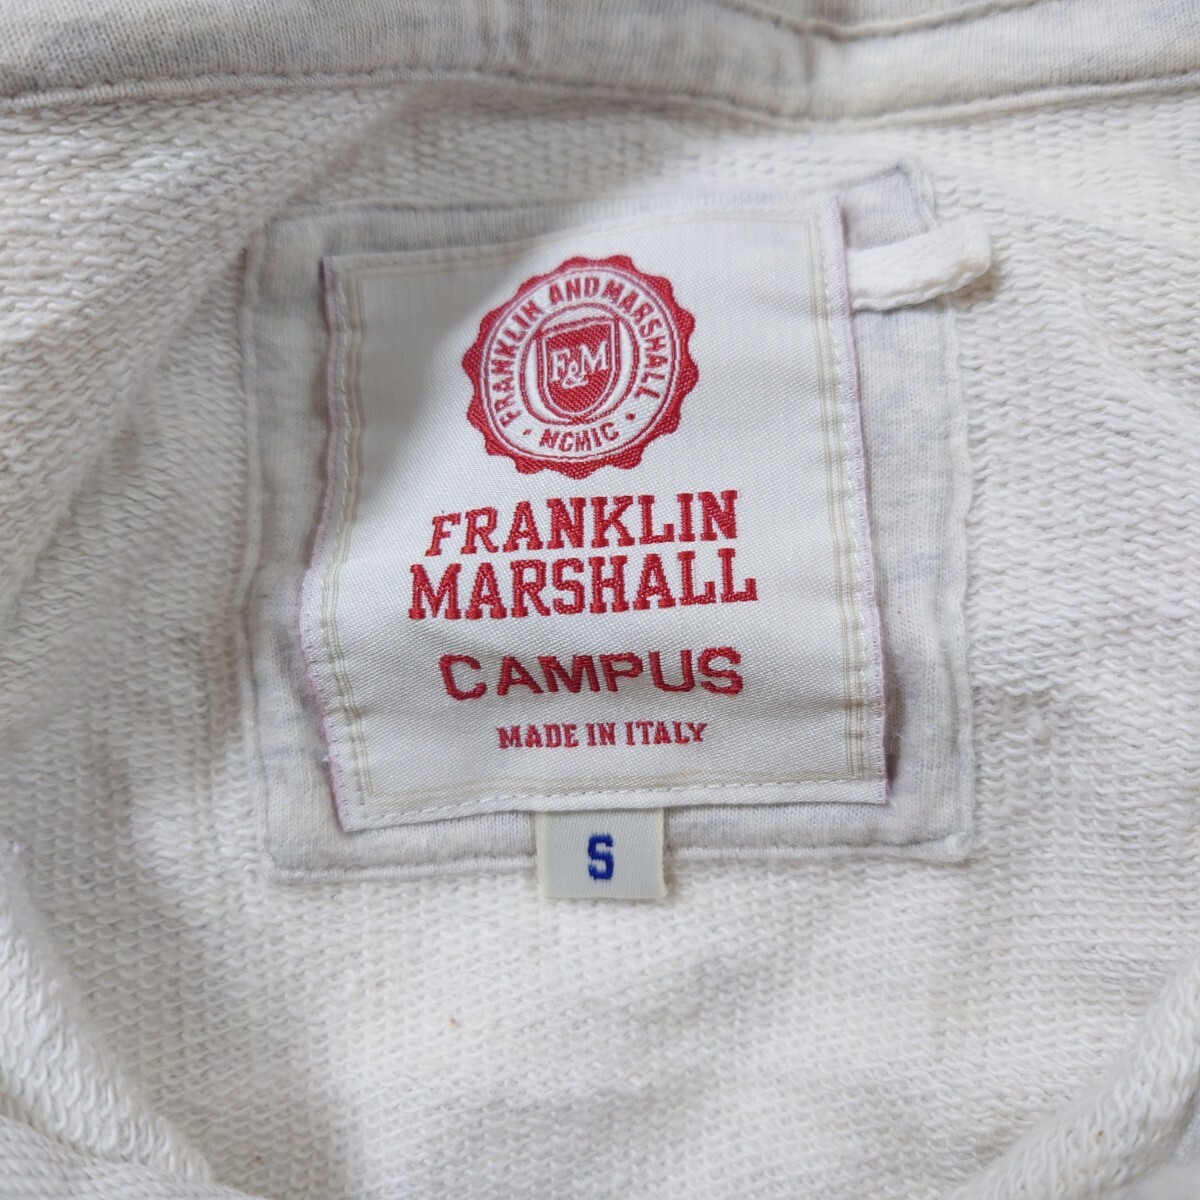 FRANKLIN AND MARSHALL
F&M
· NCMIC ·
FRANKLIN
MARSHALL
CAMPUS
MADE IN ITALY
S